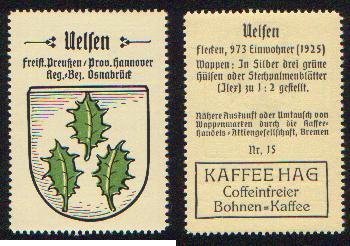 Uelsen
Freist. Preußen / Prov. Hannover
Reg.=Bez. Osnabrück
Uelsen
Flecken, 973 Einwohner (1925)
Wappen: In Silber drei grüne
Hülsen oder Stechpalmenblätter
(Ilex) zu 1:2 gestellt.
Nähere Auskunft oder Umtausch von
Wappenmarken durch die Kaffee=
Handels=Aktiengesellschaft, Bremen
Nr. 15
KAFFEE HAG
Coffeinfreier
Bohnen=Kaffee